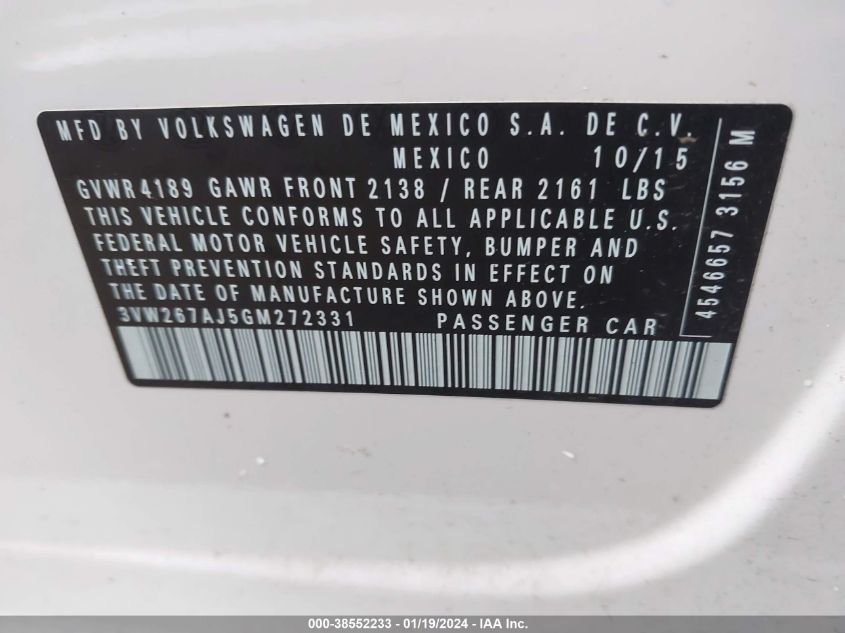 MFD BY VOLKSWAGEN DE MEXICO S.A. DE C.V.
MEXICO 10/15
GVWR 4189 GAWR FRONT 2138 / REAR 2161 LBS
THIS VEHICLE CONFORMS TO ALL APPLICABLE U.S.
FEDERAL MOTOR VEHICLE SAFETY, BUMPER AND
THEFT PREVENTION STANDARDS IN EFFECT ON
THE DATE OF MANUFACTURE SHOWN ABOVE.
3VW267AJ5GM272331 PASSENGER CAR
4546657 3156 M
000-38552233 - 01/19/2024 - IAA Inc.